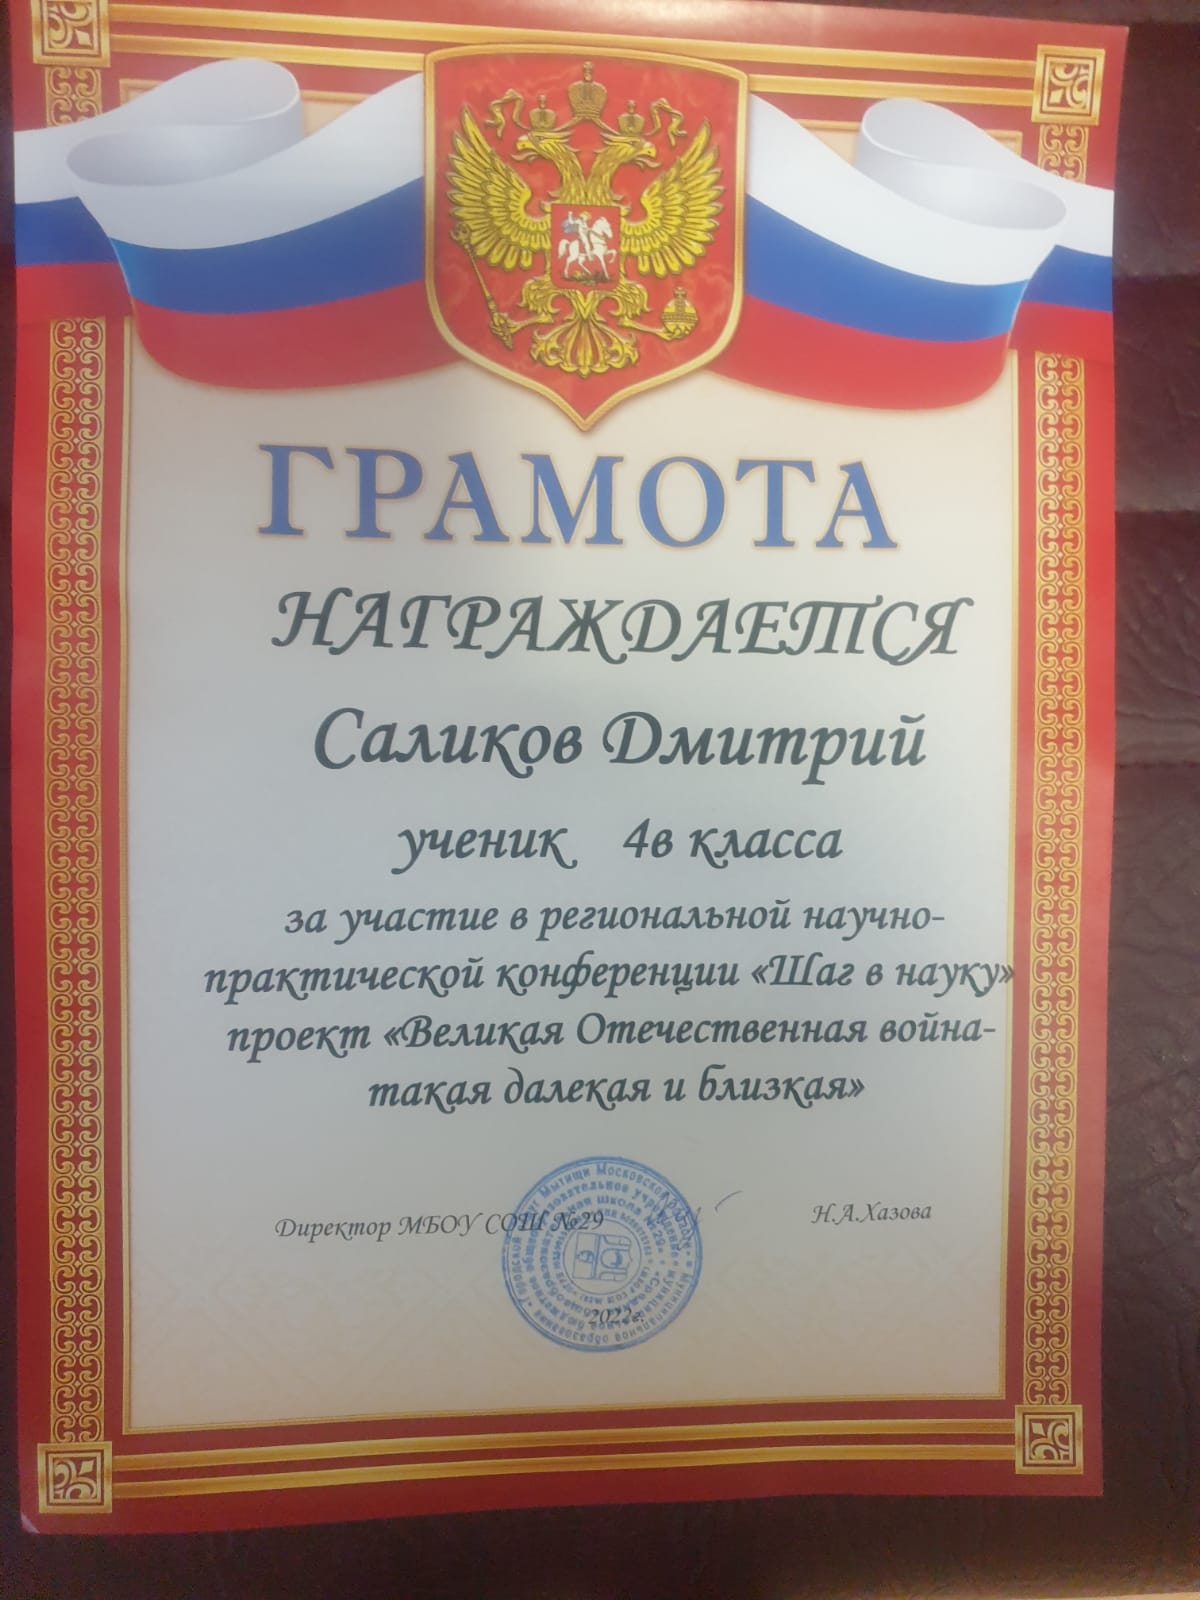 ГРАМОТА
НАГРАЖДАЕТСЯ
Саликов Дмитрий
ученик 4в класса
за участие в региональной научно-
практической конференции «Шаг в науку»
проект «Великая Отечественная война-
такая далекая и близкая»
Директор МБОУ СОШ №29
Н.А.Хазова
2022г.